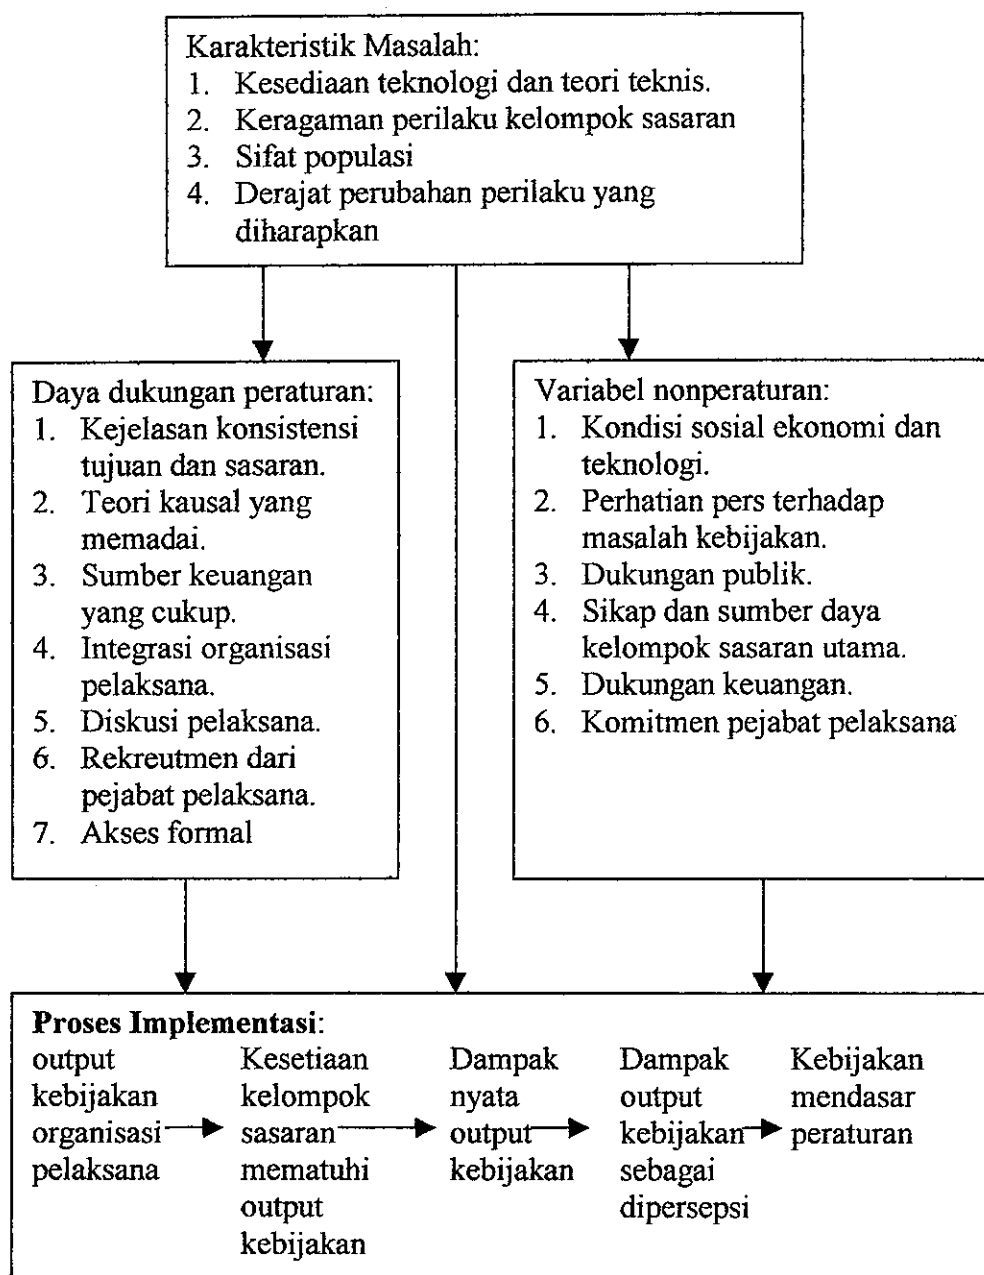 Karakteristik Masalah:
1. Kesediaan teknologi dan teori teknis.
2. Keragaman perilaku kelompok sasaran
3. Sifat populasi
4. Derajat perubahan perilaku yang
diharapkan
Daya dukungan peraturan:
1. Kejelasan konsistensi
tujuan dan sasaran.
2. Teori kausal yang
memadai.
3. Sumber keuangan
yang cukup.
4. Integrasi organisasi
pelaksana.
5. Diskusi pelaksana.
6. Rekreutmen dari
pejabat pelaksana.
7. Akses formal
Variabel nonperaturan:
1. Kondisi sosial ekonomi dan
teknologi.
2. Perhatian pers terhadap
masalah kebijakan.
3. Dukungan publik.
4. Sikap dan sumber daya
kelompok sasaran utama.
5. Dukungan keuangan.
6. Komitmen pejabat pelaksana
Proses Implementasi:
output
kebijakan
organisasi
pelaksana
Kesetiaan
kelompok
sasaran
mematuhi
output
kebijakan
Dampak
nyata
output
kebijakan
Dampak
output
kebijakan
sebagai
dipersepsi
Kebijakan
mendasar
peraturan